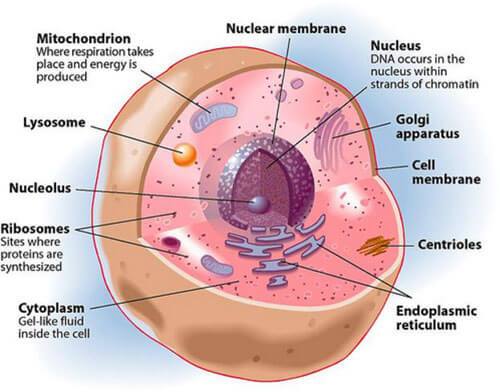 Nuclear membrane
Mitochondrion
Where respiration takes
place and energy is
produced
Nucleus
DNA occurs in the
nucleus within
strands of chromatin
Lysosome
Golgi
apparatus
Cell
membrane
Nucleolus
Ribosomes
Sites where
proteins are
synthesized
Centrioles
Cytoplasm
Gel-like fluid
inside the cell
Endoplasmic
reticulum